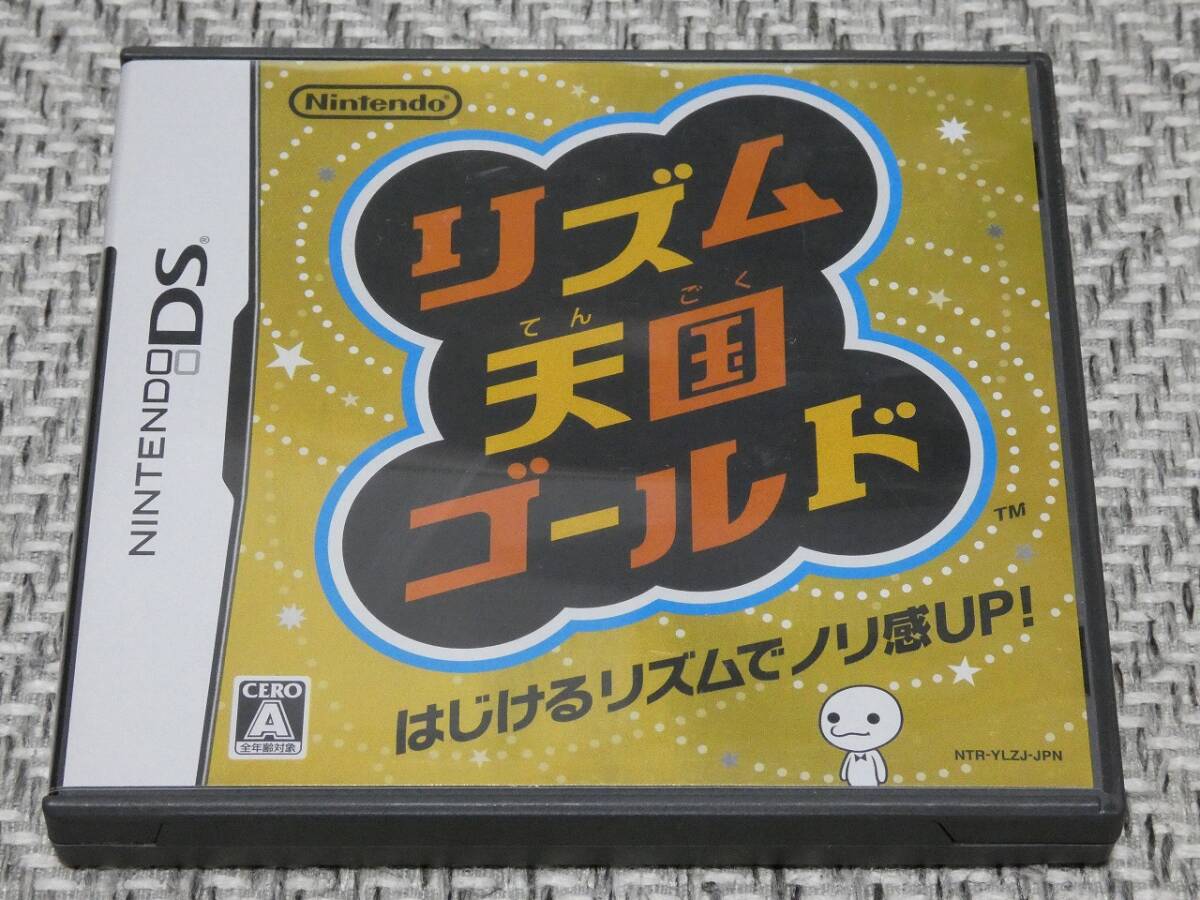 Nintendo®
リズム
てんごく
天国
ゴールド
TM
はじけるリズムでノリ感UP!
NINTENDO DS®
CERO
A
全年齢対象
NTR-YLZJ-JPN